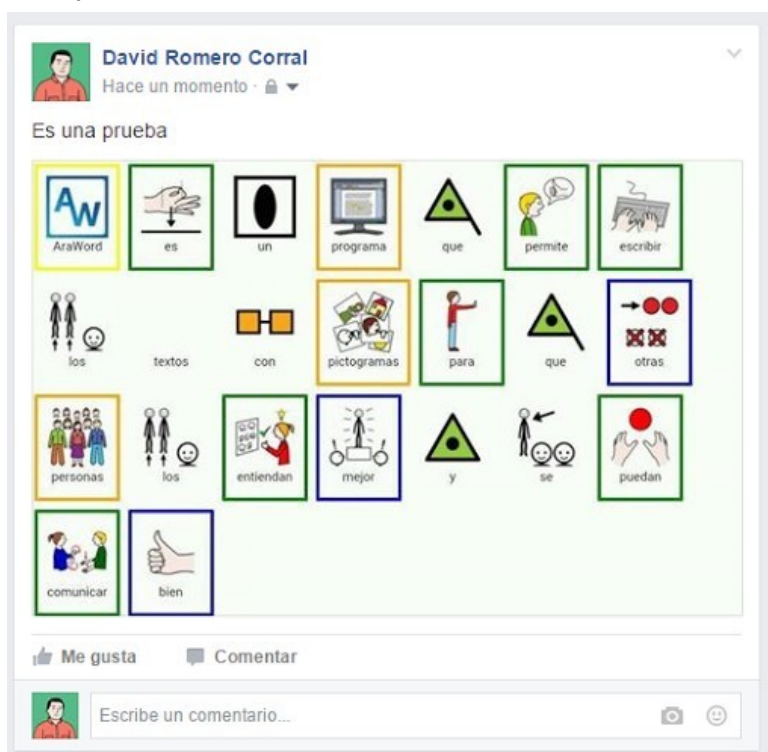 David Romero Corral
Hace un momento ·
Es una prueba
AW
AraWord es un programa que permite escribir
los textos con pictogramas para que otras
personas los entiendan mejor y se puedan
comunicar bien
Me gusta Comentar
Escribe un comentario...